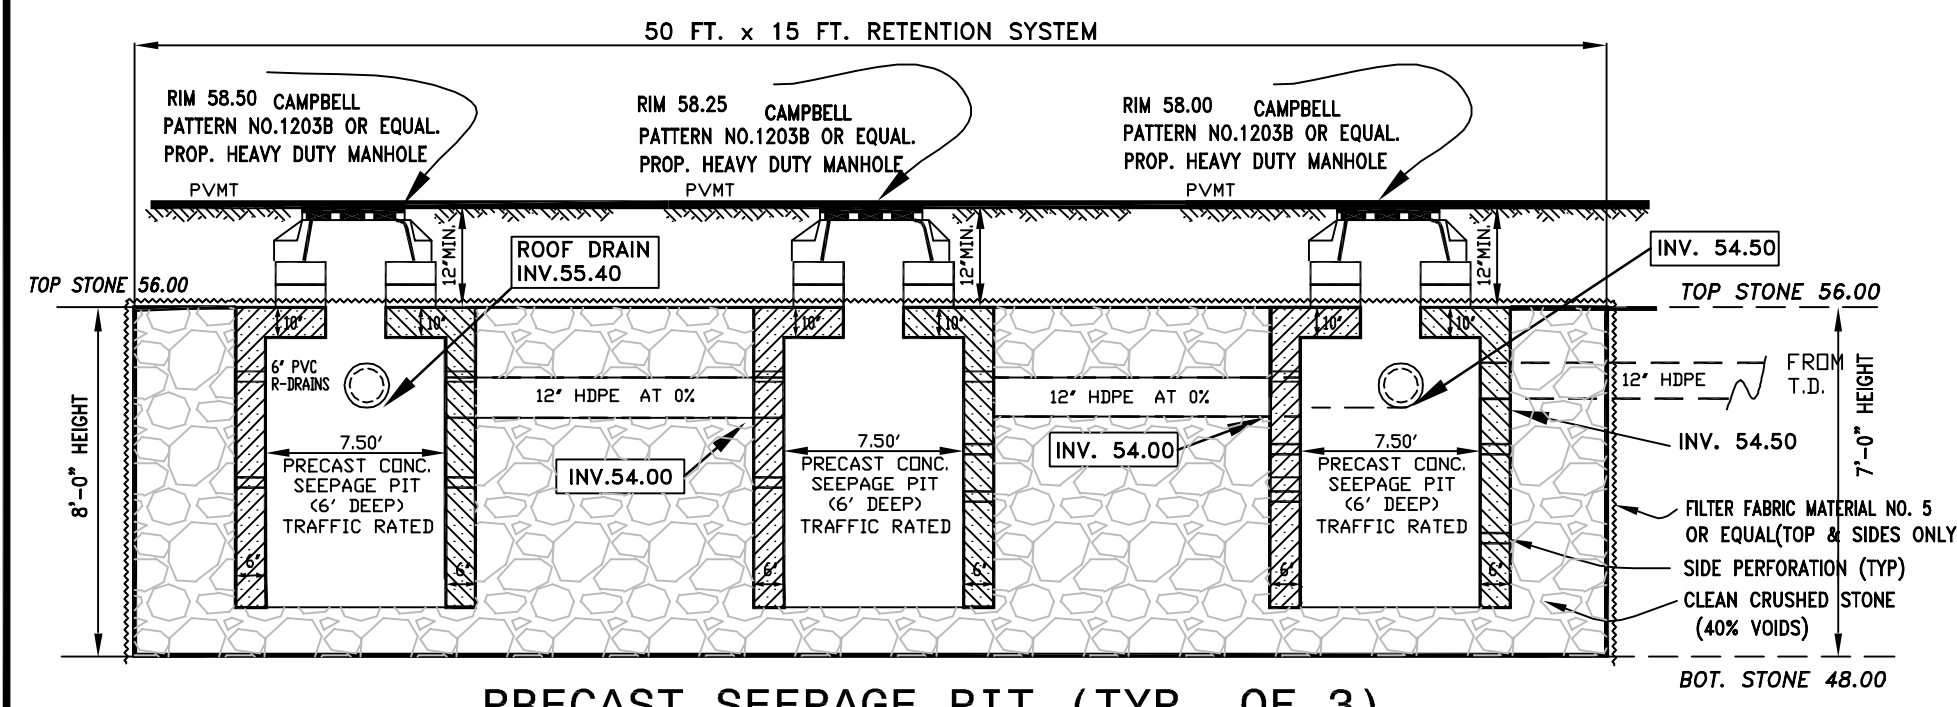 50 FT. x 15 FT. RETENTION SYSTEM
RIM 58.50 CAMPBELL
PATTERN NO.1203B OR EQUAL.
PROP. HEAVY DUTY MANHOLE
RIM 58.25 CAMPBELL
PATTERN NO.1203B OR EQUAL.
PROP. HEAVY DUTY MANHOLE
RIM 58.00 CAMPBELL
PATTERN NO.1203B OR EQUAL.
PROP. HEAVY DUTY MANHOLE
PVMT
PVMT
PVMT
12"MIN.
12"MIN.
12"MIN.
ROOF DRAIN
INV.55.40
INV. 54.50
TOP STONE 56.00
TOP STONE 56.00
10"
10"
10"
10"
10"
10"
6" PVC
R-DRAINS
12" HDPE AT 0%
12" HDPE AT 0%
12" HDPE
FROM
T.D.
8'-0" HEIGHT
7'-0" HEIGHT
INV.54.00
INV. 54.00
INV. 54.50
7.50'
PRECAST CONC.
SEEPAGE PIT
(6' DEEP)
TRAFFIC RATED
7.50'
PRECAST CONC.
SEEPAGE PIT
(6' DEEP)
TRAFFIC RATED
7.50'
PRECAST CONC.
SEEPAGE PIT
(6' DEEP)
TRAFFIC RATED
6"
6"
6"
6"
6"
6"
FILTER FABRIC MATERIAL NO. 5
OR EQUAL(TOP & SIDES ONLY
SIDE PERFORATION (TYP)
CLEAN CRUSHED STONE
(40% VOIDS)
BOT. STONE 48.00
PRECAST SEEPAGE PIT (TYP. OF 3)